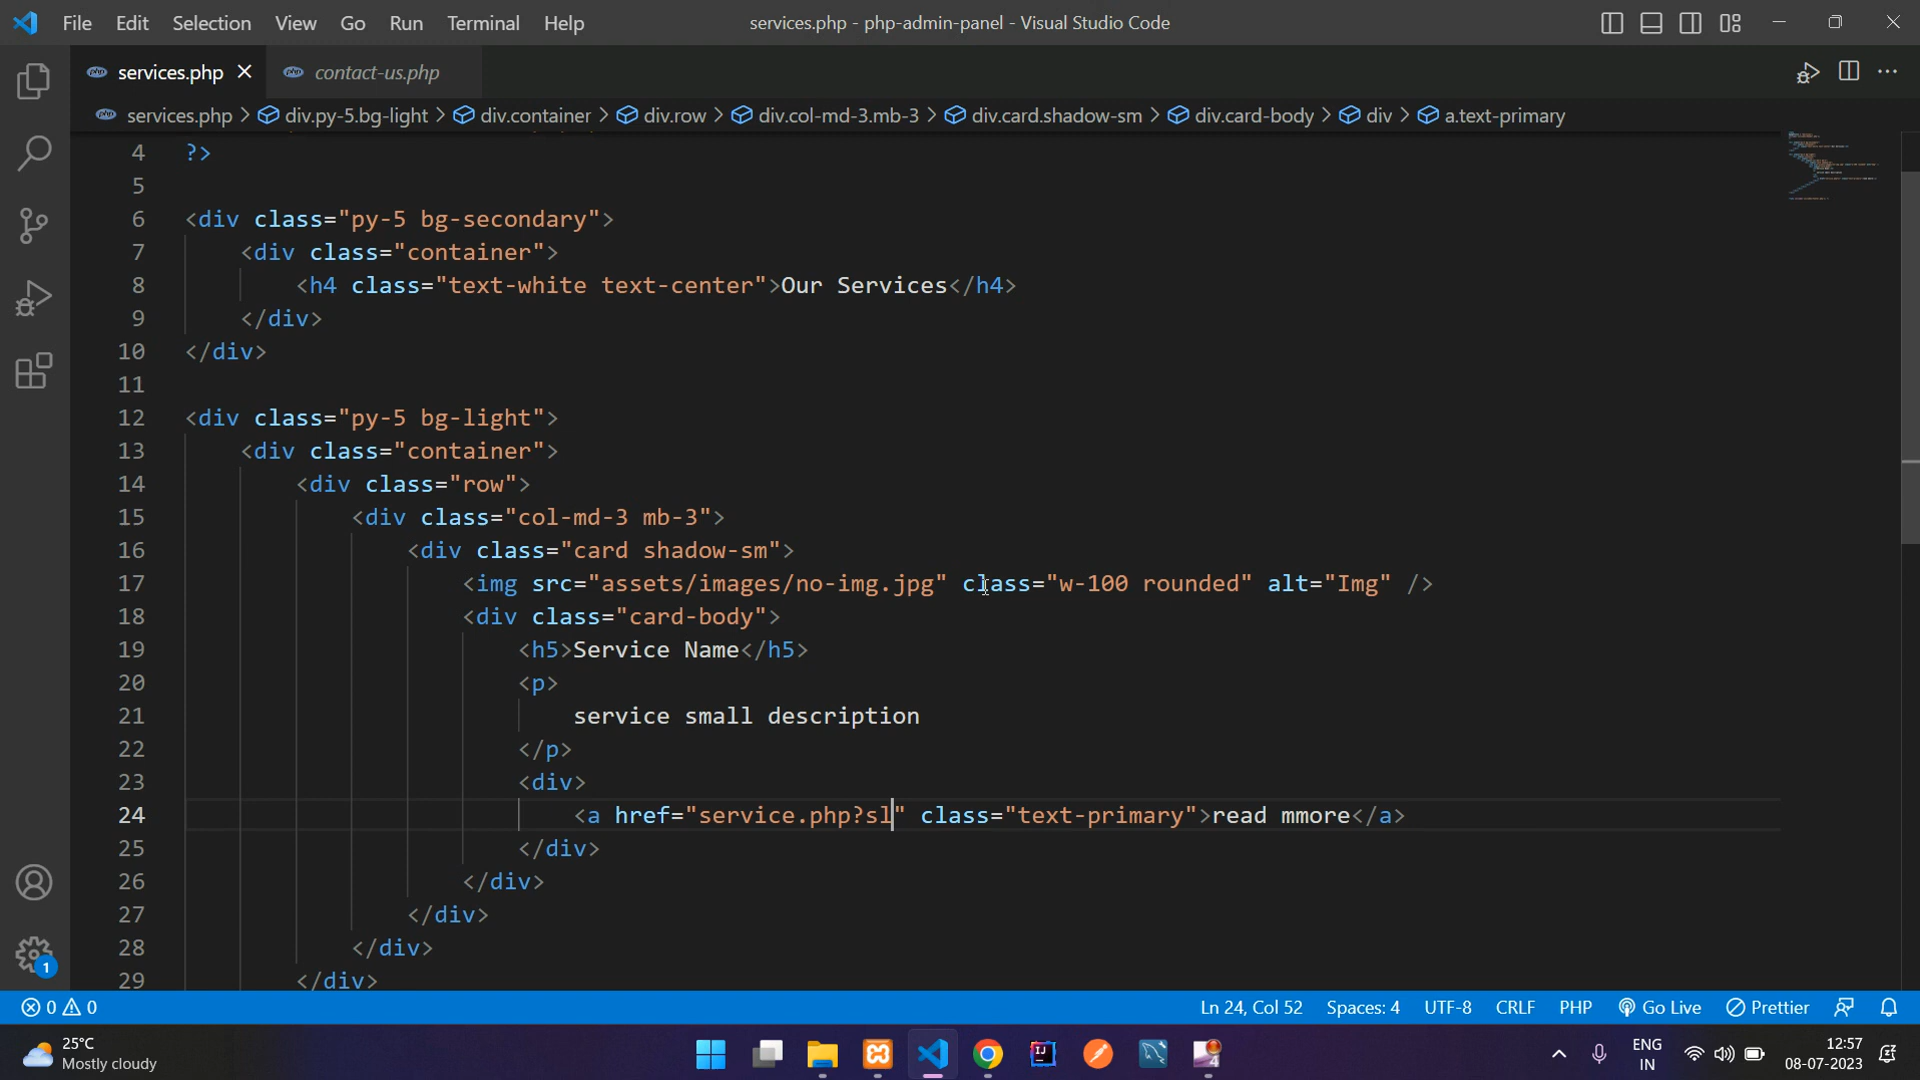 File Edit Selection View Go Run Terminal Help services.php - php-admin-panel - Visual Studio Code
services.php contact-us.php
services.php > div.py-5.bg-light > div.container > div.row > div.col-md-3.mb-3 > div.card.shadow-sm > div.card-body > div > a.text-primary
4 ?>
5
6 <div class="py-5 bg-secondary">
7 <div class="container">
8 <h4 class="text-white text-center">Our Services</h4>
9 </div>
10 </div>
11
12 <div class="py-5 bg-light">
13 <div class="container">
14 <div class="row">
15 <div class="col-md-3 mb-3">
16 <div class="card shadow-sm">
17 <img src="assets/images/no-img.jpg" class="w-100 rounded" alt="Img" />
18 <div class="card-body">
19 <h5>Service Name</h5>
20 <p>
21 service small description
22 </p>
23 <div>
24 <a href="service.php?sl" class="text-primary">read mmore</a>
25 </div>
26 </div>
27 </div>
28 </div>
29 </div>
1
0 0 Ln 24, Col 52 Spaces: 4 UTF-8 CRLF PHP Go Live Prettier
25°C
Mostly cloudy
ENG
IN
12:57
08-07-2023